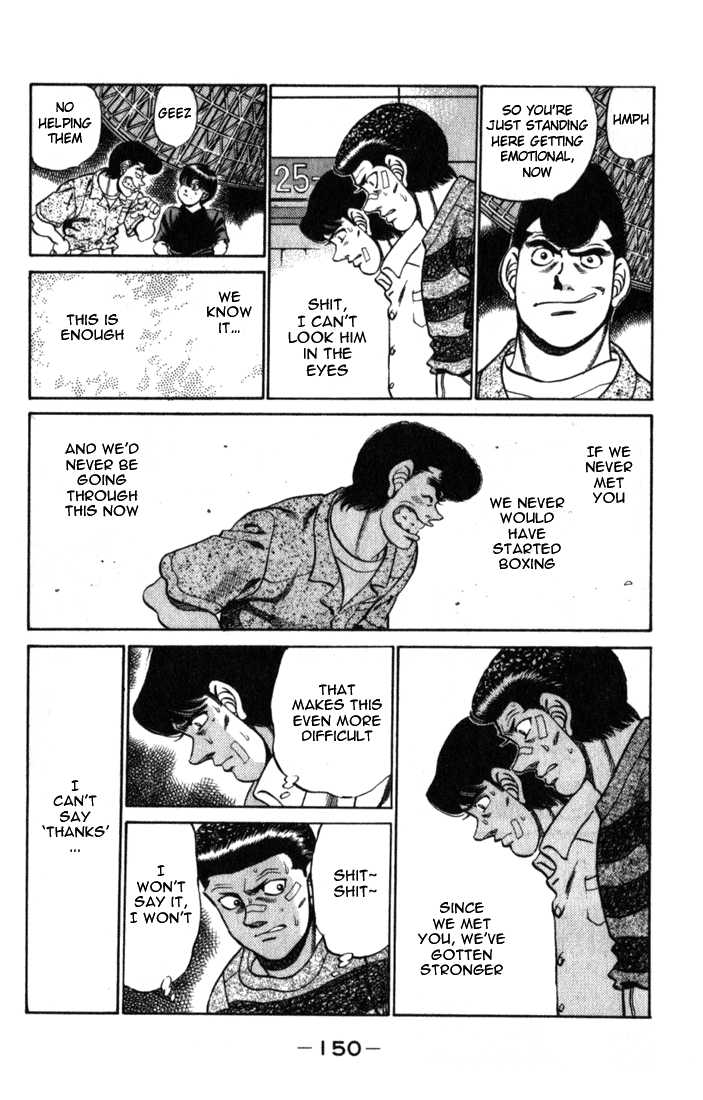 HMPH
SO YOU'RE
JUST STANDING
HERE GETTING
EMOTIONAL,
NOW
25-
SHIT,
I CAN'T
LOOK HIM
IN THE
EYES
GEEZ
NO
HELPING
THEM
WE
KNOW
IT...
THIS IS
ENOUGH
IF WE
NEVER
MET
YOU
WE NEVER
WOULD
HAVE
STARTED
BOXING
AND WE'D
NEVER BE
GOING
THROUGH
THIS NOW
SINCE
WE MET
YOU, WE'VE
GOTTEN
STRONGER
THAT
MAKES THIS
EVEN MORE
DIFFICULT
SHIT~
SHIT~
I
WON'T
SAY IT,
I WON'T
I
CAN'T
SAY
'THANKS'
...
— 150 —